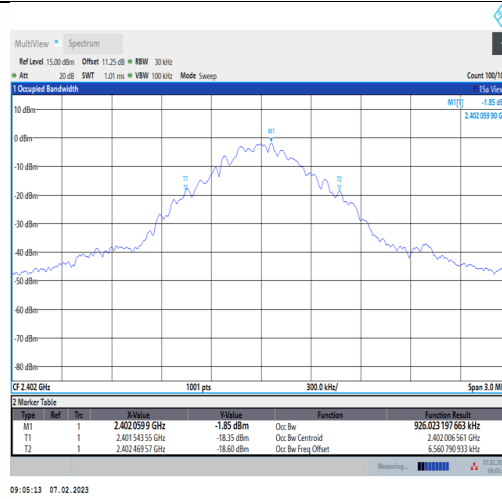 MultiView Spectrum
Ref Level 15.00 dBm Offset 11.25 dB RBW 30 kHz
Att 20 dB SWT 1.01 ms VBW 100 kHz Mode Sweep Count 100/10
1 Occupied Bandwidth 1Sa View
M1[1] -1.85 dB
2.402 059 90 G
10 dBm
M1
0 dBm
-10 dBm
T1 T2
-20 dBm
-30 dBm
-40 dBm
-50 dBm
-60 dBm
-70 dBm
-80 dBm
CF 2.402 GHz 1001 pts 300.0 kHz/ Span 3.0 M
2 Marker Table
Type Ref Trc X-Value Y-Value Function Function Result
M1 1 2.402 059 9 GHz -1.85 dBm Occ Bw 926.023 197 663 kHz
T1 1 2.401 543 55 GHz -18.35 dBm Occ Bw Centroid 2.402 006 561 GHz
T2 1 2.402 469 57 GHz -18.60 dBm Occ Bw Freq Offset 6.560 790 933 kHz
Measuring...
09:05:13 07.02.2023